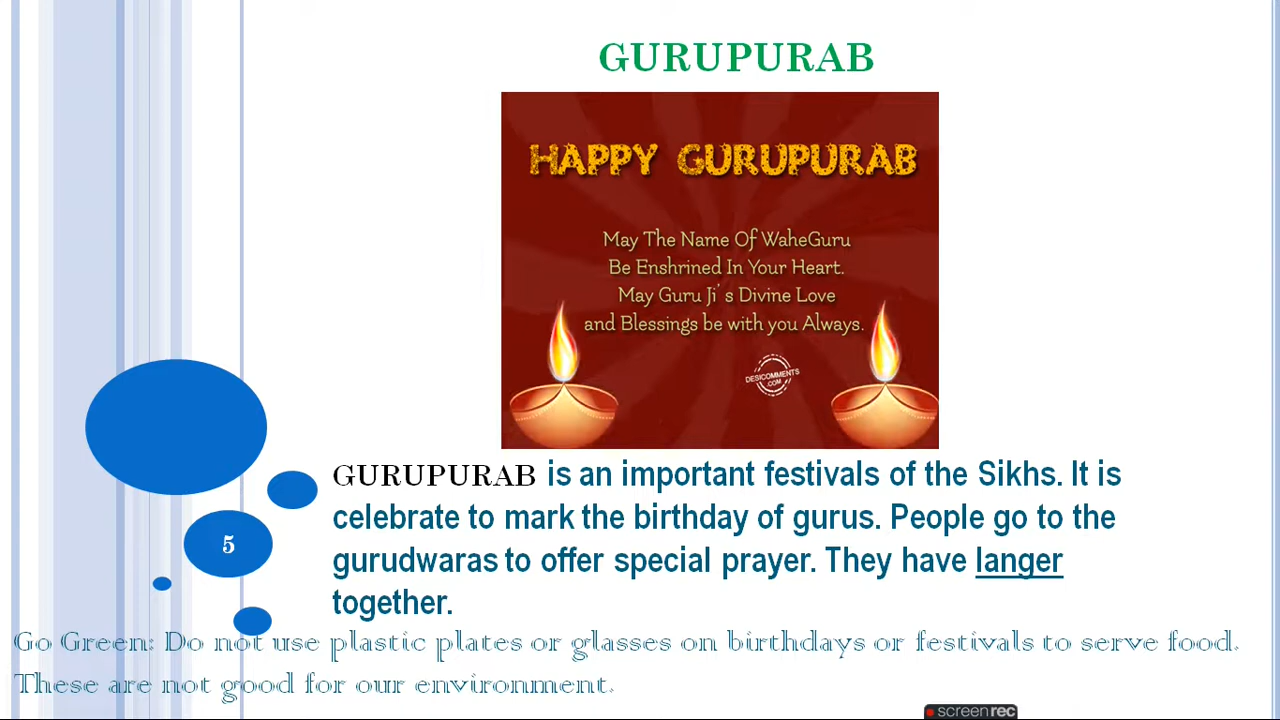 GURUPURAB
HAPPY GURUPURAB
May The Name Of WaheGuru
Be Enshrined In Your Heart.
May Guru Ji's Divine Love
and Blessings be with you Always.
DESICOMMENTS
.COM
GURUPURAB is an important festivals of the Sikhs. It is
celebrate to mark the birthday of gurus. People go to the
gurudwaras to offer special prayer. They have langer
together.
5
Go Green: Do not use plastic plates or glasses on birthdays or festivals to serve food.
These are not good for our environment.
screenrec